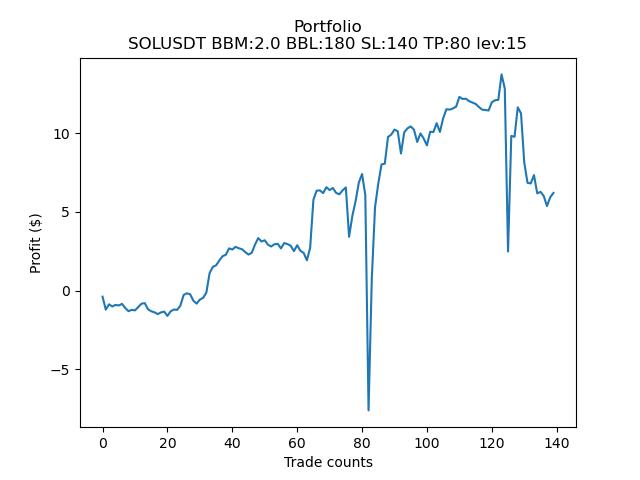 Portfolio
SOLUSDT BBM:2.0 BBL:180 SL:140 TP:80 lev:15
Profit ($)
10
5
0
−5
0 20 40 60 80 100 120 140
Trade counts